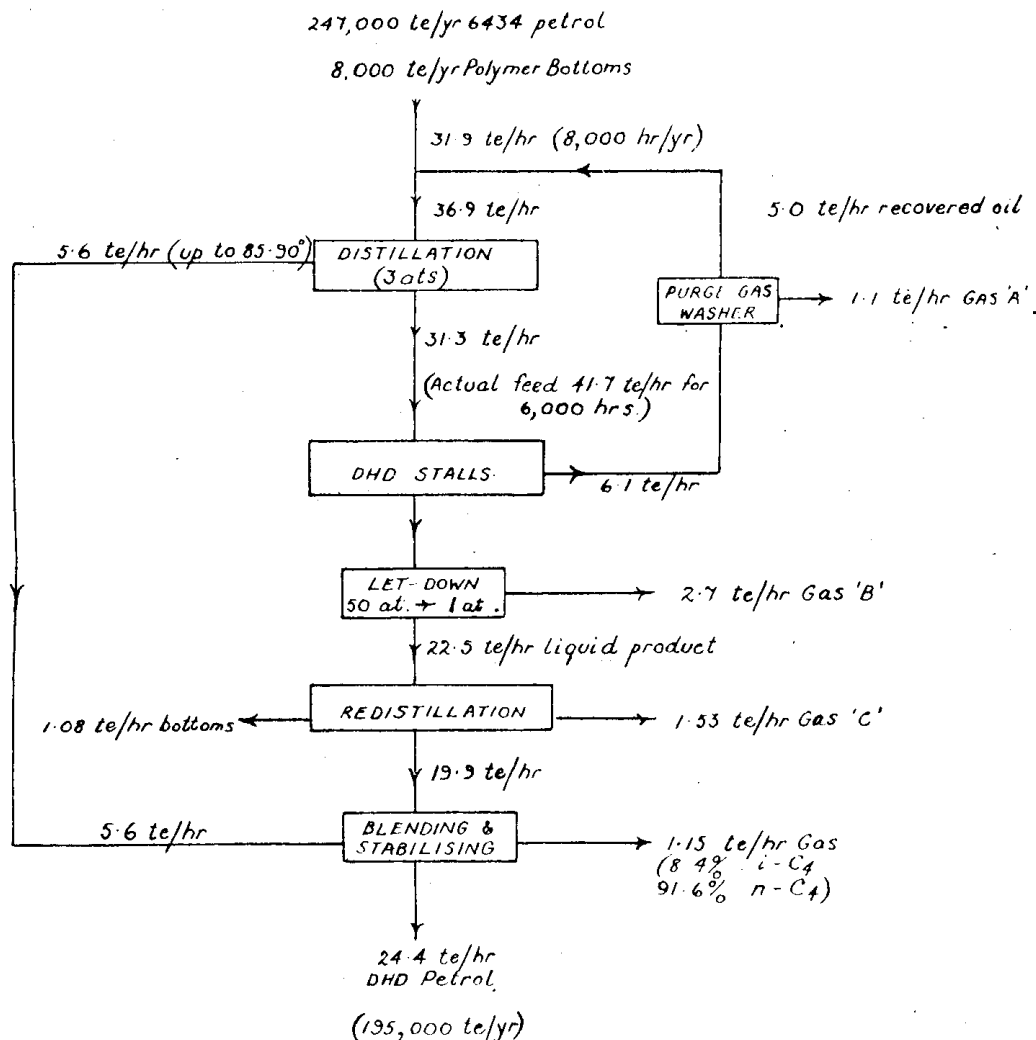 247,000 te/yr 6434 petrol
8,000 te/yr Polymer Bottoms
31.9 te/hr (8,000 hr/yr)
36.9 te/hr
5.0 te/hr recovered oil
5.6 te/hr (up to 85.90°)
DISTILLATION
(3 ats)
PURGE GAS
WASHER
1.1 te/hr GAS 'A'
31.3 te/hr
(Actual feed 41.7 te/hr for
6,000 hrs.)
DHD STALLS.
6.1 te/hr
LET-DOWN
50 at. → 1 at.
2.7 te/hr Gas 'B'
22.5 te/hr liquid product
REDISTILLATION
1.08 te/hr bottoms
1.53 te/hr Gas 'C'
19.9 te/hr
5.6 te/hr
BLENDING &
STABILISING
1.15 te/hr Gas
(8.4% i-C4
91.6% n-C4)
24.4 te/hr
DHD Petrol.
(195,000 te/yr)